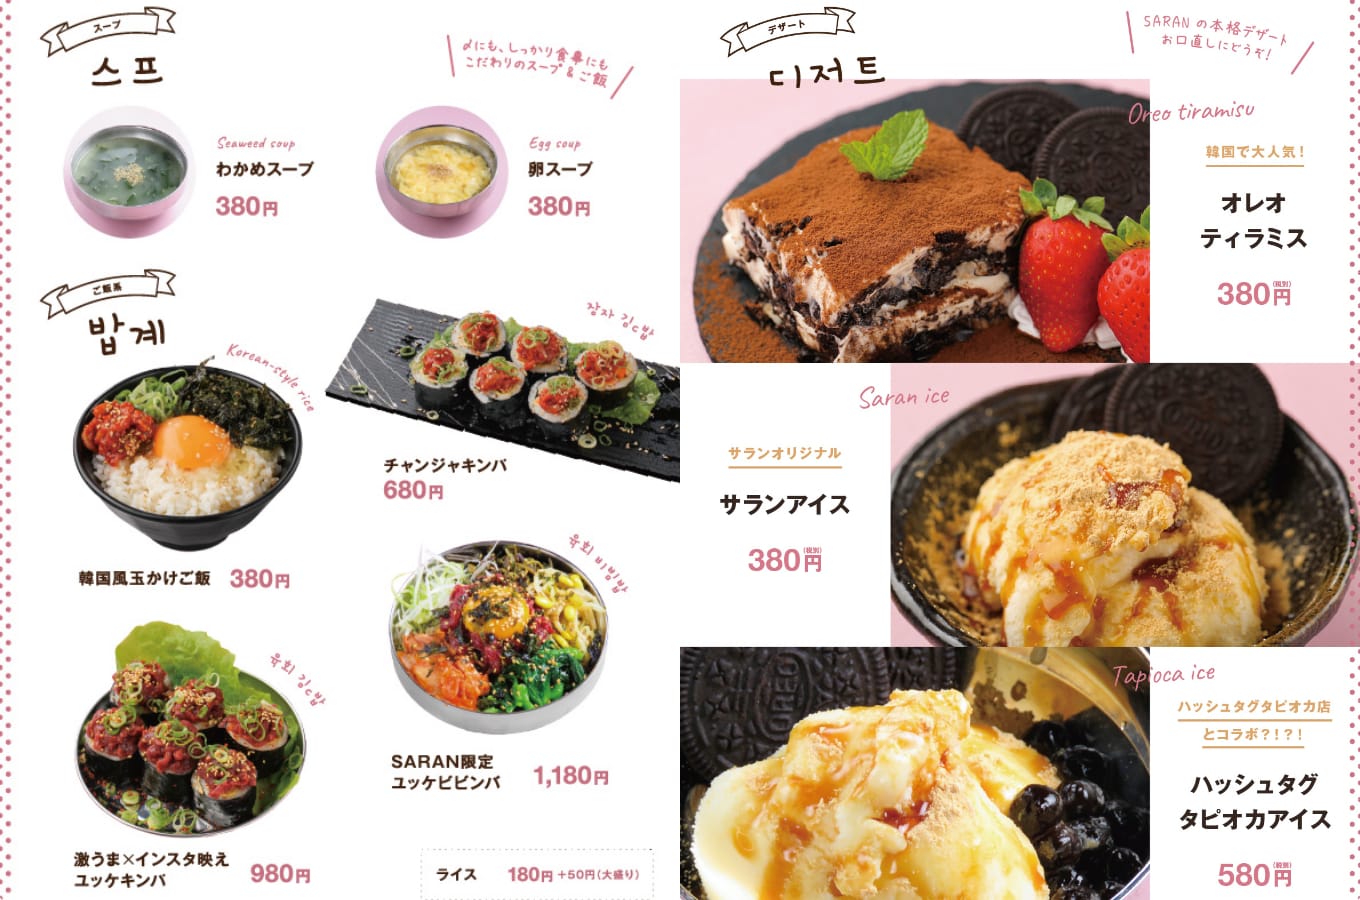 スープ
스프
〆にも、しっかり食事にも
こだわりのスープ & ご飯
Seaweed soup
わかめスープ
380円
Egg soup
卵スープ
380円
ご飯系
밥계
Korean-style rice
韓国風玉かけご飯 380円
장자 김c밥
チャンジャキンパ
680円
육회 김c밥
激うま×インスタ映え
ユッケキンパ
980円
육회 비빔밥
SARAN限定
ユッケビビンバ
1,180円
ライス 180円 +50円(大盛り)
デザート
디저트
SARAN の本格デザート
お口直しにどうぞ!
Oreo tiramisu
韓国で大人気!
オレオ
ティラミス
380円(税別)
Saran ice
サランオリジナル
サランアイス
380円(税別)
Tapioca ice
ハッシュタグタピオカ店
とコラボ?!?!
ハッシュタグ
タピオカアイス
580円(税別)
OREO